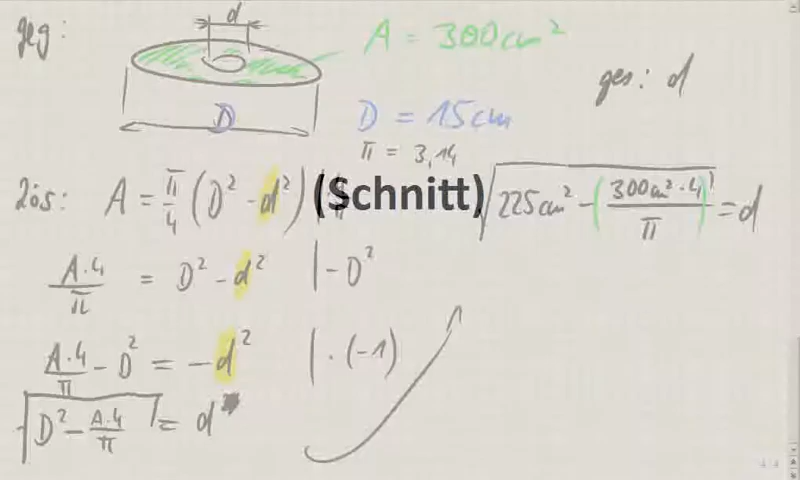 geg:
d
A = 300cm²
ges: d
D
D = 15cm
π = 3,14
Lös: A = π/4 (D² - d²)
(Schnitt)
√(225cm² - (300cm² · 4)/π) = d
A·4/π = D² - d² | - D²
A·4/π - D² = -d² | · (-1)
√(D² - A·4/π) = d